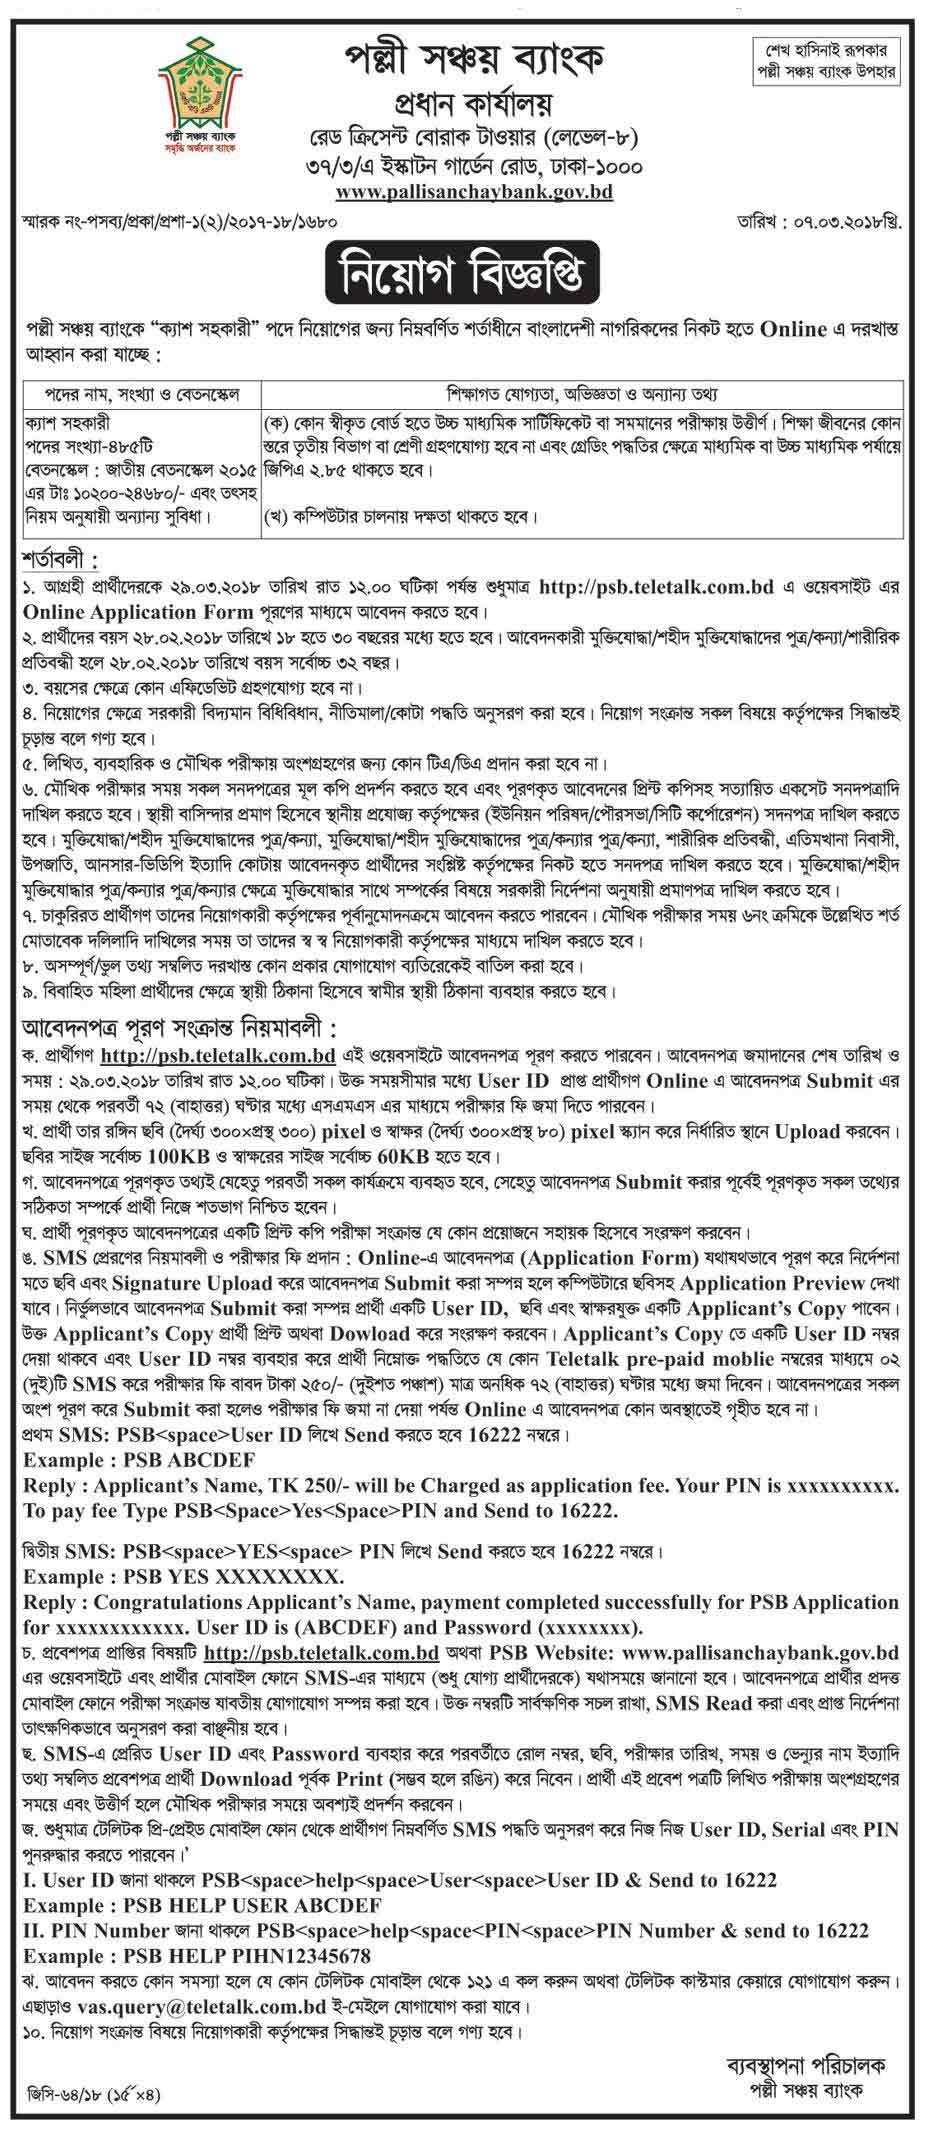 পল্লী সঞ্চয় ব্যাংক
প্রধান কার্যালয়
রেড ক্রিসেন্ট বোরাক টাওয়ার (লেভেল-৮)
৩৭/৩/এ ইস্কাটন গার্ডেন রোড, ঢাকা-১০০০
www.pallisanchaybank.gov.bd
শেখ হাসিনাই রূপকার
পল্লী সঞ্চয় ব্যাংক উপহার
পল্লী সঞ্চয় ব্যাংক
সমৃদ্ধি অর্জনের ব্যাংক
স্মারক নং-পসব্য/প্রকা/প্রশা-১(২)/২০১৭-১৮/১৬৮০
তারিখ : ০৭.০৩.২০১৮খ্রি.
নিয়োগ বিজ্ঞপ্তি
পল্লী সঞ্চয় ব্যাংকে “ক্যাশ সহকারী” পদে নিয়োগের জন্য নিম্নবর্ণিত শর্তাধীনে বাংলাদেশী নাগরিকদের নিকট হতে Online এ দরখাস্ত
আহ্বান করা যাচ্ছে :
পদের নাম, সংখ্যা ও বেতনস্কেল
শিক্ষাগত যোগ্যতা, অভিজ্ঞতা ও অন্যান্য তথ্য
ক্যাশ সহকারী
পদের সংখ্যা-৪৮৫টি
বেতনস্কেল : জাতীয় বেতনস্কেল ২০১৫
এর টাঃ ১০২০০-২৪৬৮০/- এবং তৎসহ
নিয়ম অনুযায়ী অন্যান্য সুবিধা।
(ক) কোন স্বীকৃত বোর্ড হতে উচ্চ মাধ্যমিক সার্টিফিকেট বা সমমানের পরীক্ষায় উত্তীর্ণ। শিক্ষা জীবনের কোন
স্তরে তৃতীয় বিভাগ বা শ্রেণী গ্রহণযোগ্য হবে না এবং গ্রেডিং পদ্ধতির ক্ষেত্রে মাধ্যমিক বা উচ্চ মাধ্যমিক পর্যায়ে
জিপিএ ২.৮৫ থাকতে হবে।
(খ) কম্পিউটার চালনায় দক্ষতা থাকতে হবে।
শর্তাবলী :
১. আগ্রহী প্রার্থীদেরকে ২৯.০৩.২০১৮ তারিখ রাত ১২.০০ ঘটিকা পর্যন্ত শুধুমাত্র http://psb.teletalk.com.bd এ ওয়েবসাইট এর
Online Application Form পূরণের মাধ্যমে আবেদন করতে হবে।
২. প্রার্থীদের বয়স ২৮.০২.২০১৮ তারিখে ১৮ হতে ৩০ বছরের মধ্যে হতে হবে। আবেদনকারী মুক্তিযোদ্ধা/শহীদ মুক্তিযোদ্ধাদের পুত্র/কন্যা/শারীরিক
প্রতিবন্ধী হলে ২৮.০২.২০১৮ তারিখে বয়স সর্বোচ্চ ৩২ বছর।
৩. বয়সের ক্ষেত্রে কোন এফিডেভিট গ্রহণযোগ্য হবে না।
৪. নিয়োগের ক্ষেত্রে সরকারী বিদ্যমান বিধিবিধান, নীতিমালা/কোটা পদ্ধতি অনুসরণ করা হবে। নিয়োগ সংক্রান্ত সকল বিষয়ে কর্তৃপক্ষের সিদ্ধান্তই
চূড়ান্ত বলে গণ্য হবে।
৫. লিখিত, ব্যবহারিক ও মৌখিক পরীক্ষায় অংশগ্রহণের জন্য কোন টিএ/ডিএ প্রদান করা হবে না।
৬. মৌখিক পরীক্ষার সময় সকল সনদপত্রের মূল কপি প্রদর্শন করতে হবে এবং পূরণকৃত আবেদনের প্রিন্ট কপিসহ সত্যায়িত একসেট সনদপত্রাদি
দাখিল করতে হবে। স্থায়ী বাসিন্দার প্রমাণ হিসেবে স্থানীয় প্রযোজ্য কর্তৃপক্ষের (ইউনিয়ন পরিষদ/পৌরসভা/সিটি কর্পোরেশন) সদনপত্র দাখিল করতে
হবে। মুক্তিযোদ্ধা/শহীদ মুক্তিযোদ্ধাদের পুত্র/কন্যা, মুক্তিযোদ্ধা/শহীদ মুক্তিযোদ্ধাদের পুত্র/কন্যার পুত্র/কন্যা, শারীরিক প্রতিবন্ধী, এতিমখানা নিবাসী,
উপজাতি, আনসার-ভিডিপি ইত্যাদি কোটায় আবেদনকৃত প্রার্থীদের সংশ্লিষ্ট কর্তৃপক্ষের নিকট হতে সনদপত্র দাখিল করতে হবে। মুক্তিযোদ্ধা/শহীদ
মুক্তিযোদ্ধার পুত্র/কন্যার পুত্র/কন্যার ক্ষেত্রে মুক্তিযোদ্ধার সাথে সম্পর্কের বিষয়ে সরকারী নির্দেশনা অনুযায়ী প্রমাণপত্র দাখিল করতে হবে।
৭. চাকুরিরত প্রার্থীগণ তাদের নিয়োগকারী কর্তৃপক্ষের পূর্বানুমোদনক্রমে আবেদন করতে পারবেন। মৌখিক পরীক্ষার সময় ৬নং ক্রমিকে উল্লেখিত শর্ত
মোতাবেক দলিলাদি দাখিলের সময় তা তাদের স্ব স্ব নিয়োগকারী কর্তৃপক্ষের মাধ্যমে দাখিল করতে হবে।
৮. অসম্পূর্ণ/ভুল তথ্য সম্বলিত দরখাস্ত কোন প্রকার যোগাযোগ ব্যতিরেকেই বাতিল করা হবে।
৯. বিবাহিত মহিলা প্রার্থীদের ক্ষেত্রে স্থায়ী ঠিকানা হিসেবে স্বামীর স্থায়ী ঠিকানা ব্যবহার করতে হবে।
আবেদনপত্র পূরণ সংক্রান্ত নিয়মাবলী :
ক. প্রার্থীগণ http://psb.teletalk.com.bd এই ওয়েবসাইটে আবেদনপত্র পূরণ করতে পারবেন। আবেদনপত্র জমাদানের শেষ তারিখ ও
সময় : ২৯.০৩.২০১৮ তারিখ রাত ১২.০০ ঘটিকা। উক্ত সময়সীমার মধ্যে User ID প্রাপ্ত প্রার্থীগণ Online এ আবেদনপত্র Submit এর
সময় থেকে পরবর্তী ৭২ (বাহাত্তর) ঘণ্টার মধ্যে এসএমএস এর মাধ্যমে পরীক্ষার ফি জমা দিতে পারবেন।
খ. প্রার্থী তার রঙ্গিন ছবি (দৈর্ঘ্য ৩০০×প্রস্থ ৩০০) pixel ও স্বাক্ষর (দৈর্ঘ্য ৩০০×প্রস্থ ৮০) pixel স্ক্যান করে নির্ধারিত স্থানে Upload করবেন।
ছবির সাইজ সর্বোচ্চ 100KB ও স্বাক্ষরের সাইজ সর্বোচ্চ 60KB হতে হবে।
গ. আবেদনপত্রে পূরণকৃত তথ্যই যেহেতু পরবর্তী সকল কার্যক্রমে ব্যবহৃত হবে, সেহেতু আবেদনপত্র Submit করার পূর্বেই পূরণকৃত সকল তথ্যের
সঠিকতা সম্পর্কে প্রার্থী নিজে শতভাগ নিশ্চিত হবেন।
ঘ. প্রার্থী পূরণকৃত আবেদনপত্রের একটি প্রিন্ট কপি পরীক্ষা সংক্রান্ত যে কোন প্রয়োজনে সহায়ক হিসেবে সংরক্ষণ করবেন।
ঙ. SMS প্রেরণের নিয়মাবলী ও পরীক্ষার ফি প্রদান : Online-এ আবেদনপত্র (Application Form) যথাযথভাবে পূরণ করে নির্দেশনা
মতে ছবি এবং Signature Upload করে আবেদনপত্র Submit করা সম্পন্ন হলে কম্পিউটারে ছবিসহ Application Preview দেখা
যাবে। নির্ভুলভাবে আবেদনপত্র Submit করা সম্পন্ন প্রার্থী একটি User ID, ছবি এবং স্বাক্ষরযুক্ত একটি Applicant’s Copy পাবেন।
উক্ত Applicant’s Copy প্রার্থী প্রিন্ট অথবা Dowload করে সংরক্ষণ করবেন। Applicant’s Copy তে একটি User ID নম্বর
দেয়া থাকবে এবং User ID নম্বর ব্যবহার করে প্রার্থী নিম্নোক্ত পদ্ধতিতে যে কোন Teletalk pre-paid moblie নম্বরের মাধ্যমে ০২
(দুই)টি SMS করে পরীক্ষার ফি বাবদ টাকা ২৫০/- (দুইশত পঞ্চাশ) মাত্র অনধিক ৭২ (বাহাত্তর) ঘণ্টার মধ্যে জমা দিবেন। আবেদনপত্রের সকল
অংশ পূরণ করে Submit করা হলেও পরীক্ষার ফি জমা না দেয়া পর্যন্ত Online এ আবেদনপত্র কোন অবস্থাতেই গৃহীত হবে না।
প্রথম SMS: PSB<space>User ID লিখে Send করতে হবে 16222 নম্বরে।
Example : PSB ABCDEF
Reply : Applicant’s Name, TK 250/- will be Charged as application fee. Your PIN is xxxxxxxxxx.
To pay fee Type PSB<Space>Yes<Space>PIN and Send to 16222.
দ্বিতীয় SMS: PSB<space>YES<space> PIN লিখে Send করতে হবে 16222 নম্বরে।
Example : PSB YES XXXXXXXX.
Reply : Congratulations Applicant’s Name, payment completed successfully for PSB Application
for xxxxxxxxxxxx. User ID is (ABCDEF) and Password (xxxxxxxx).
চ. প্রবেশপত্র প্রাপ্তির বিষয়টি http://psb.teletalk.com.bd অথবা PSB Website: www.pallisanchaybank.gov.bd
এর ওয়েবসাইটে এবং প্রার্থীর মোবাইল ফোনে SMS-এর মাধ্যমে (শুধু যোগ্য প্রার্থীদেরকে) যথাসময়ে জানানো হবে। আবেদনপত্রে প্রার্থীর প্রদত্ত
মোবাইল ফোনে পরীক্ষা সংক্রান্ত যাবতীয় যোগাযোগ সম্পন্ন করা হবে। উক্ত নম্বরটি সার্বক্ষণিক সচল রাখা, SMS Read করা এবং প্রাপ্ত নির্দেশনা
তাৎক্ষণিকভাবে অনুসরণ করা বাঞ্ছনীয় হবে।
ছ. SMS-এ প্রেরিত User ID এবং Password ব্যবহার করে পরবর্তীতে রোল নম্বর, ছবি, পরীক্ষার তারিখ, সময় ও ভেন্যুর নাম ইত্যাদি
তথ্য সম্বলিত প্রবেশপত্র প্রার্থী Download পূর্বক Print (সম্ভব হলে রঙিন) করে নিবেন। প্রার্থী এই প্রবেশ পত্রটি লিখিত পরীক্ষায় অংশগ্রহণের
সময়ে এবং উত্তীর্ণ হলে মৌখিক পরীক্ষার সময়ে অবশ্যই প্রদর্শন করবেন।
জ. শুধুমাত্র টেলিটক প্রি-প্রেইড মোবাইল ফোন থেকে প্রার্থীগণ নিম্নবর্ণিত SMS পদ্ধতি অনুসরণ করে নিজ নিজ User ID, Serial এবং PIN
পুনরুদ্ধার করতে পারবেন।’
I. User ID জানা থাকলে PSB<space>help<space>User<space>User ID & Send to 16222
Example : PSB HELP USER ABCDEF
II. PIN Number জানা থাকলে PSB<space>help<space<PIN<space>PIN Number & send to 16222
Example : PSB HELP PIHN12345678
ঝ. আবেদন করতে কোন সমস্যা হলে যে কোন টেলিটক মোবাইল থেকে ১২১ এ কল করুন অথবা টেলিটক কাস্টমার কেয়ারে যোগাযোগ করুন।
এছাড়াও vas.query@teletalk.com.bd ই-মেইলে যোগাযোগ করা যাবে।
১০. নিয়োগ সংক্রান্ত বিষয়ে নিয়োগকারী কর্তৃপক্ষের সিদ্ধান্তই চূড়ান্ত বলে গণ্য হবে।
ব্যবস্থাপনা পরিচালক
পল্লী সঞ্চয় ব্যাংক
জিসি-৬৪/১৮ (১৫˝×৪)